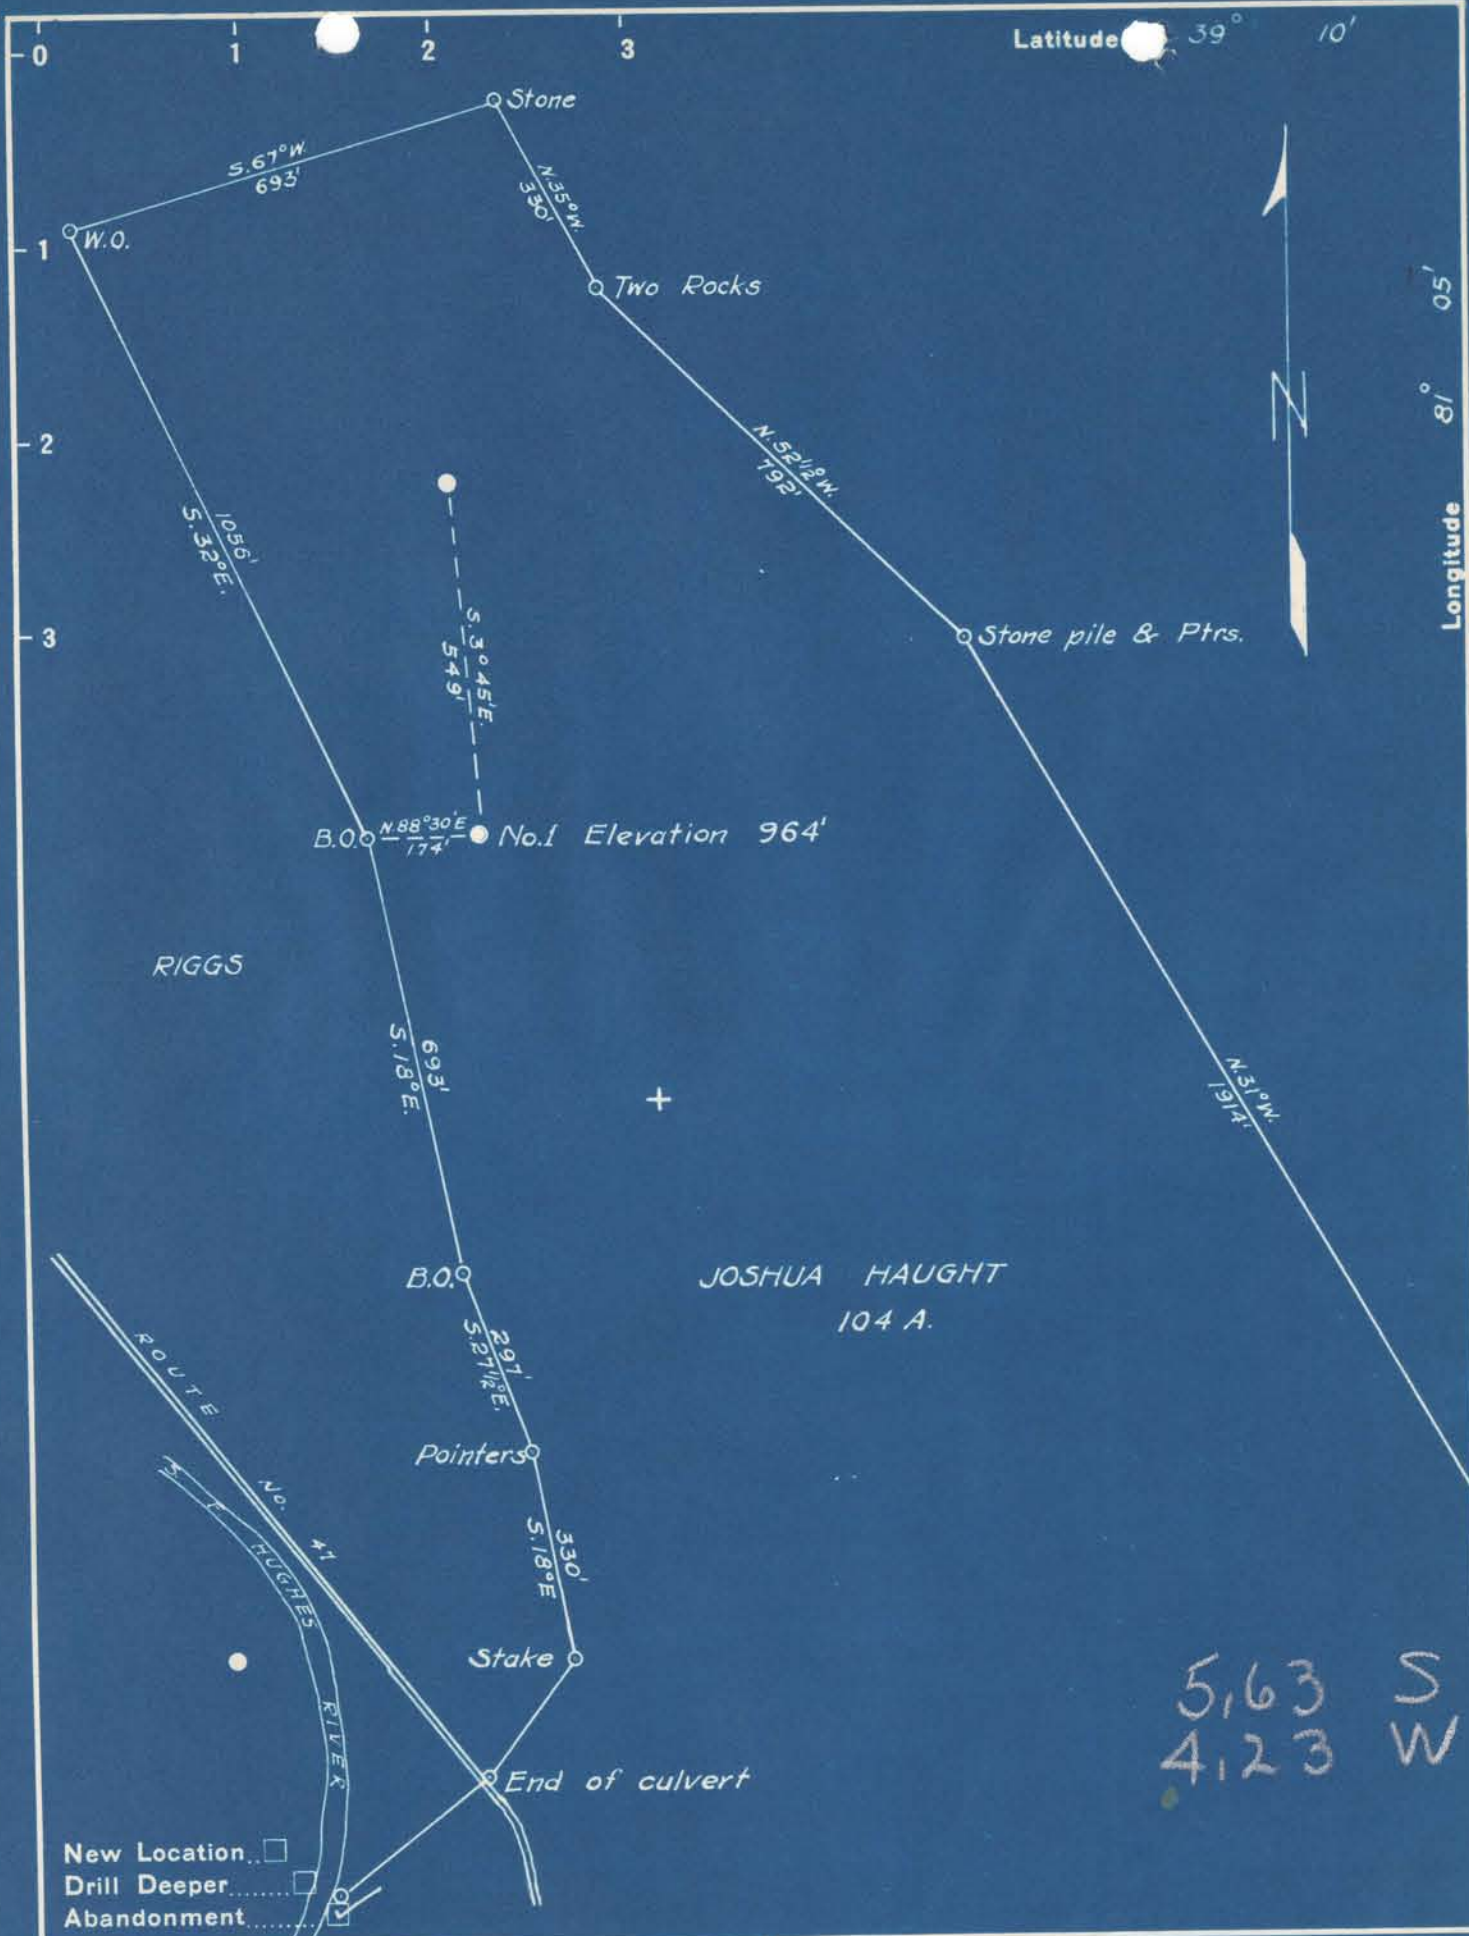 0 1 2 3 Latitude 39° 10'
Stone
S.67°W.
693'
N.35°W.
330'
W.O.
1
Two Rocks
05'
81°
Longitude
2
N.52½°W.
792'
N
1056'
S.32°E.
S.3°45'E.
549'
3
Stone pile & Ptrs.
B.O. N.88°30'E
174'
No.1 Elevation 964'
RIGGS
693'
S.18°E.
N.31°W.
1914'
B.O.
JOSHUA HAUGHT
104 A.
297'
S.27½°E.
ROUTE No. 47
Pointers
S. F. HUGHES RIVER
330'
S.18°E
Stake
5,63 S
4,23 W
End of culvert
New Location..
Drill Deeper........
Abandonment........